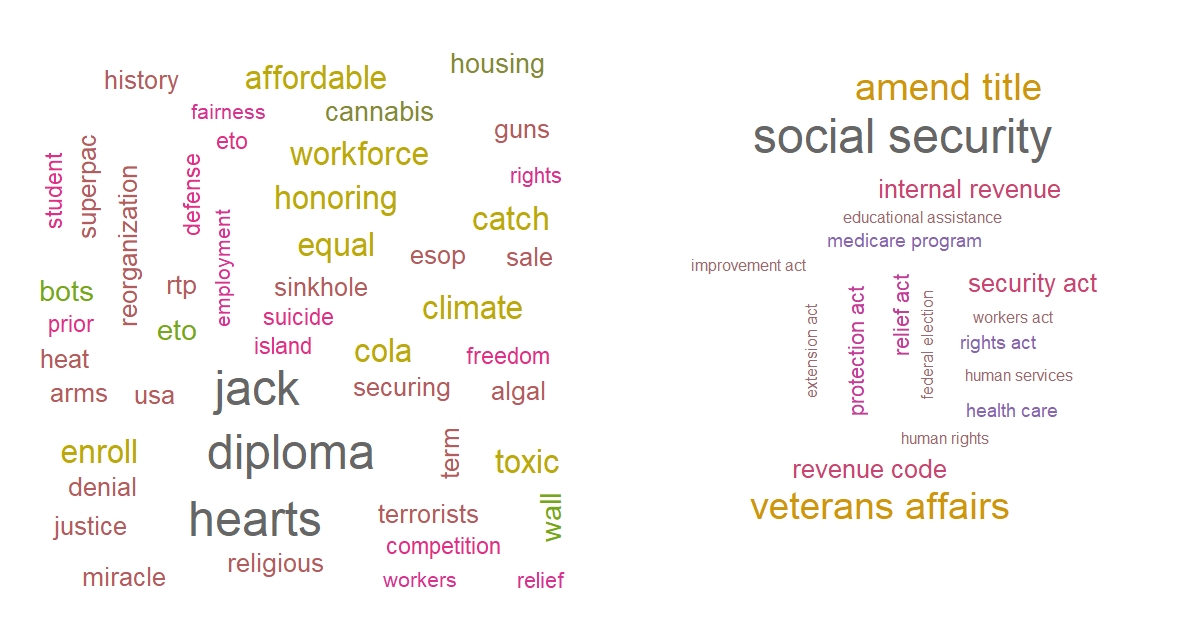 housing
history
affordable
fairness
cannabis
eto
guns
workforce
rights
student
superpac
reorganization
defense
employment
honoring
catch
equal
esop
sale
bots
rtp
sinkhole
climate
prior
eto
suicide
island
cola
freedom
heat
jack
securing
algal
arms
usa
enroll
diploma
term
toxic
denial
hearts
terrorists
wall
justice
competition
religious
miracle
workers
relief
amend title
social security
internal revenue
educational assistance
medicare program
improvement act
security act
extension act
protection act
relief act
federal election
workers act
rights act
human services
health care
human rights
revenue code
veterans affairs